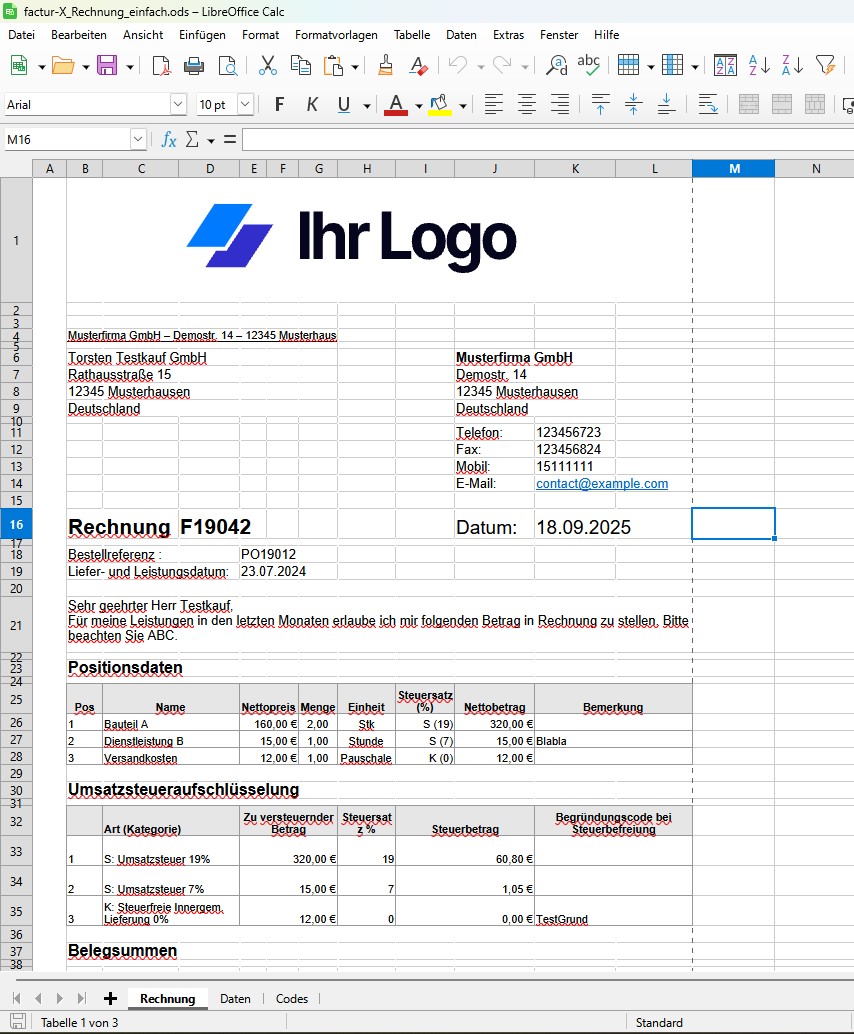 factur-X_Rechnung_einfach.ods – LibreOffice Calc
Datei Bearbeiten Ansicht Einfügen Format Formatvorlagen Tabelle Daten Extras Fenster Hilfe
Arial 10 pt F K U A
M16 fx Σ =
A B C D E F G H I J K L M N
1 Ihr Logo
2
3
4 Musterfirma GmbH – Demostr. 14 – 12345 Musterhaus
5
6 Torsten Testkauf GmbH Musterfirma GmbH
7 Rathausstraße 15 Demostr. 14
8 12345 Musterhausen 12345 Musterhausen
9 Deutschland Deutschland
10
11 Telefon: 123456723
12 Fax: 123456824
13 Mobil: 15111111
14 E-Mail: contact@example.com
15
16 Rechnung F19042 Datum: 18.09.2025
17
18 Bestellreferenz : PO19012
19 Liefer- und Leistungsdatum: 23.07.2024
20
Sehr geehrter Herr Testkauf,
21 Für meine Leistungen in den letzten Monaten erlaube ich mir folgenden Betrag in Rechnung zu stellen. Bitte
beachten Sie ABC.
22
23 Positionsdaten
24
25 Pos Name Nettopreis Menge Einheit Steuersatz (%) Nettobetrag Bemerkung
26 1 Bauteil A 160,00 € 2,00 Stk S (19) 320,00 €
27 2 Dienstleistung B 15,00 € 1,00 Stunde S (7) 15,00 € Blabla
28 3 Versandkosten 12,00 € 1,00 Pauschale K (0) 12,00 €
29
30 Umsatzsteueraufschlüsselung
31
32 Art (Kategorie) Zu versteuernder Betrag Steuersat z % Steuerbetrag Begründungscode bei Steuerbefreiung
33 1 S: Umsatzsteuer 19% 320,00 € 19 60,80 €
34 2 S: Umsatzsteuer 7% 15,00 € 7 1,05 €
35 3 K: Steuerfreie Innergem. Lieferung 0% 12,00 € 0 0,00 € TestGrund
36
37 Belegsummen
38
Rechnung Daten Codes
Tabelle 1 von 3 Standard